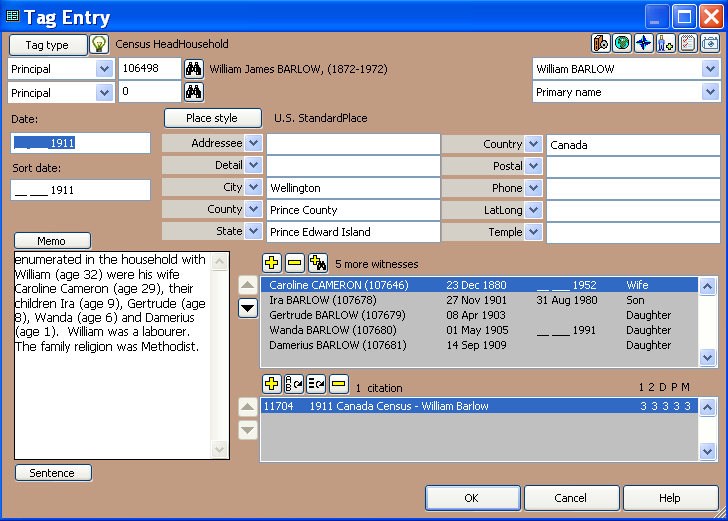 Tag Entry
Tag type Census HeadHousehold
Principal 106498 William James BARLOW, (1872-1972) William BARLOW
Principal 0 Primary name
Date: Place style U.S. StandardPlace
__ ___ 1911 Addressee Country Canada
Detail Postal
Sort date: City Wellington Phone
__ ___ 1911 County Prince County LatLong
State Prince Edward Island Temple
Memo
enumerated in the household with
William (age 32) were his wife
Caroline Cameron (age 29), their
children Ira (age 9), Gertrude (age
8), Wanda (age 6) and Damerius
(age 1). William was a labourer.
The family religion was Methodist.
5 more witnesses
Caroline CAMERON (107646) 23 Dec 1880 __ ___ 1952 Wife
Ira BARLOW (107678) 27 Nov 1901 31 Aug 1980 Son
Gertrude BARLOW (107679) 08 Apr 1903 Daughter
Wanda BARLOW (107680) 01 May 1905 __ ___ 1991 Daughter
Damerius BARLOW (107681) 14 Sep 1909 Daughter
1 citation 1 2 D P M
11704 1911 Canada Census - William Barlow 3 3 3 3 3
Sentence
OK Cancel Help